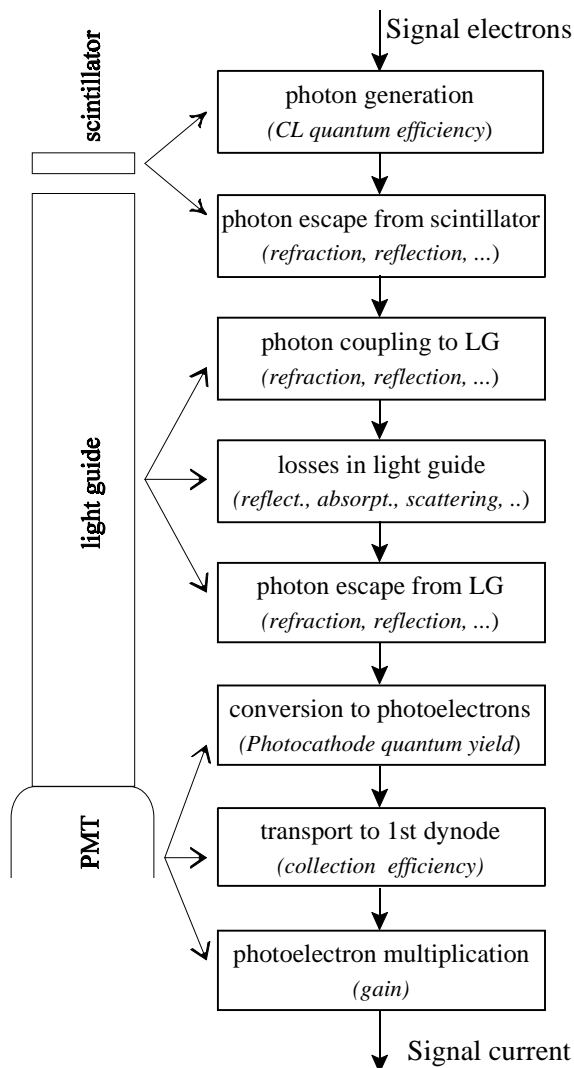 Signal electrons
scintillator
photon generation
(CL quantum efficiency)
photon escape from scintillator
(refraction, reflection, ...)
photon coupling to LG
(refraction, reflection, ...)
light guide
losses in light guide
(reflect., absorpt., scattering, ..)
photon escape from LG
(refraction, reflection, ...)
conversion to photoelectrons
(Photocathode quantum yield)
PMT
transport to 1st dynode
(collection efficiency)
photoelectron multiplication
(gain)
Signal current